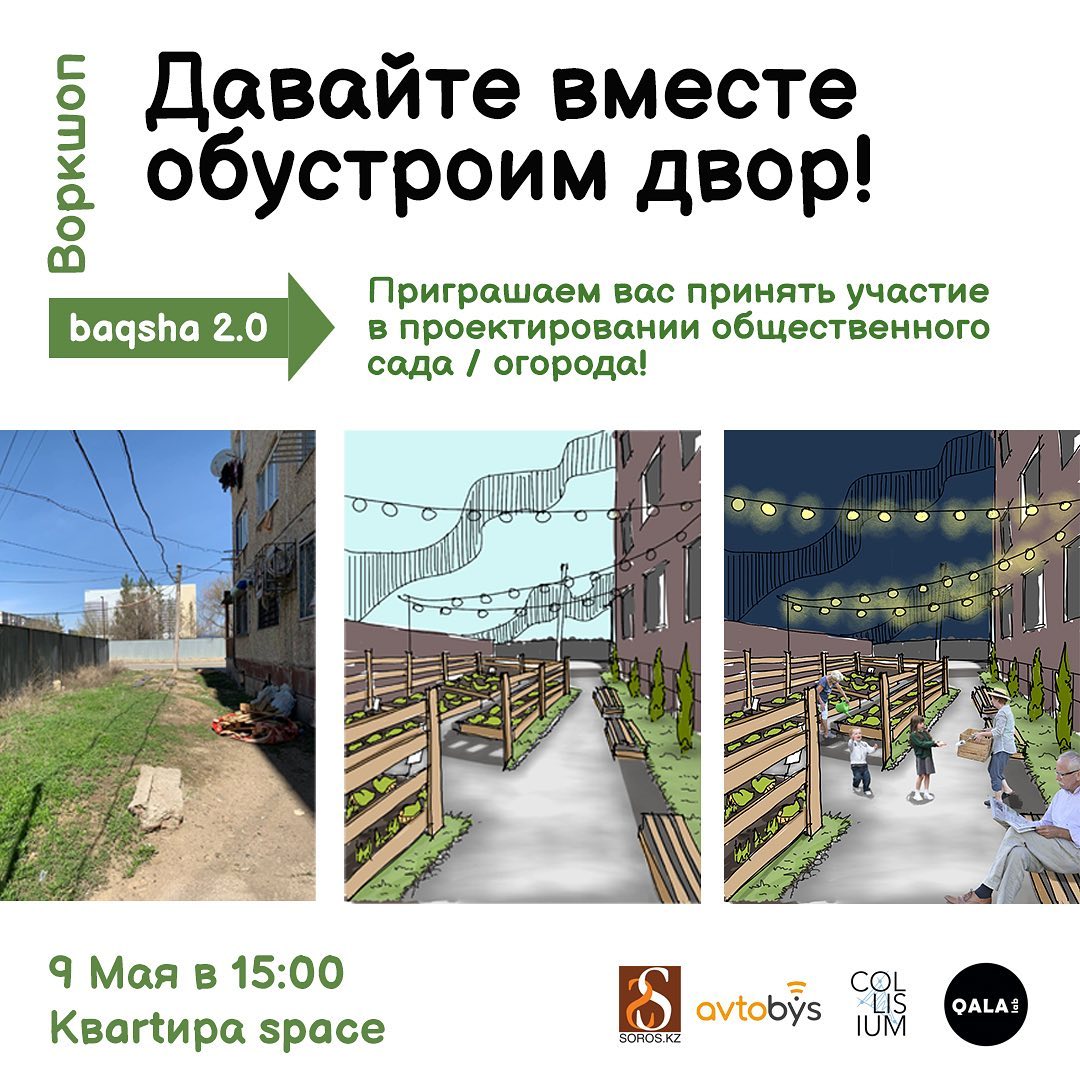 Воркшоп
Давайте вместе
обустроим двор!
baqsha 2.0
Приграшаем вас принять участие
в проектировании общественного
сада / огорода!
9 Мая в 15:00
Квартира space
SOROS.KZ
avtobys
COL
LIS
IUM
QALA lab